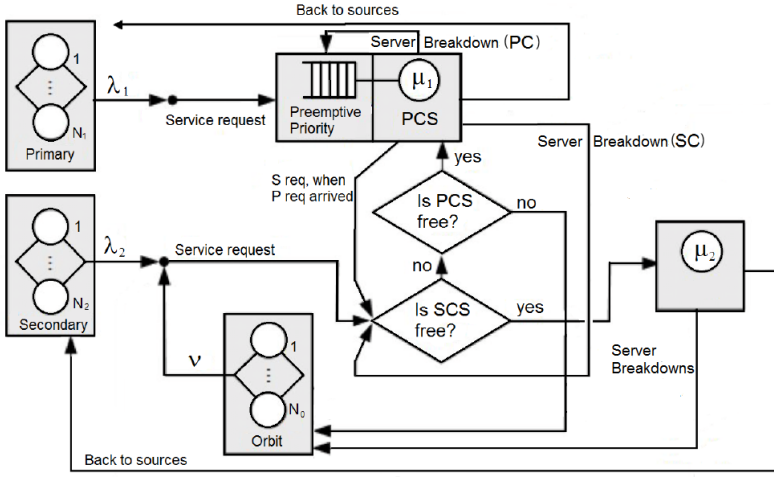 Back to sources
Server Breakdown (PC)
1
⋮
N₁
Primary
λ₁
Service request
Preemptive
Priority
μ₁
PCS
Server Breakdown (SC)
S req, when
P req arrived
yes
Is PCS
free?
no
1
⋮
N₂
Secondary
λ₂
Service request
no
Is SCS
free?
yes
μ₂
Server
Breakdowns
ν
1
⋮
N₀
Orbit
Back to sources